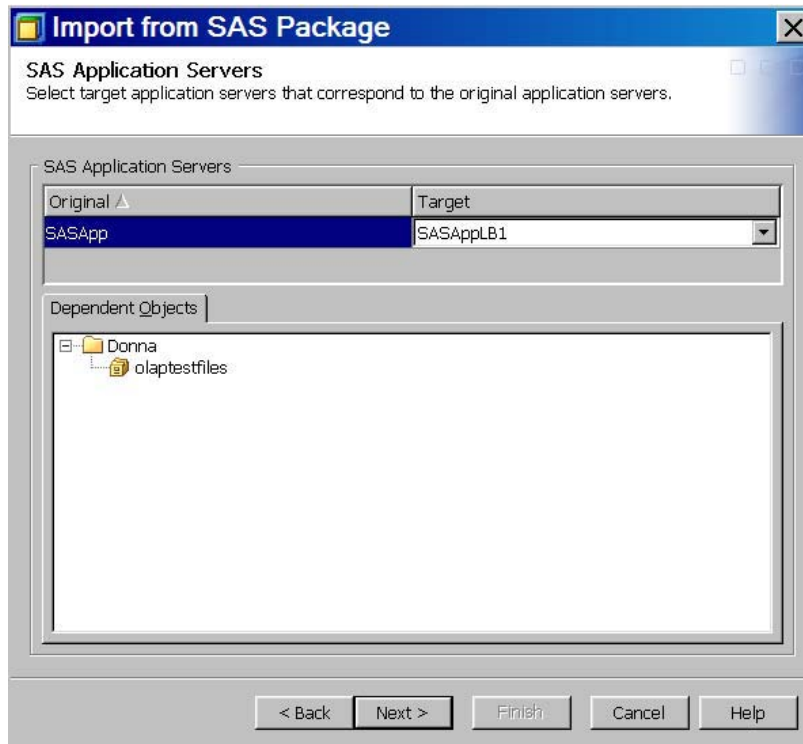 Import from SAS Package
SAS Application Servers
Select target application servers that correspond to the original application servers.
SAS Application Servers
Original Target
SASApp SASAppLB1
Dependent Objects
Donna
olaptestfiles
< Back Next > Finish Cancel Help